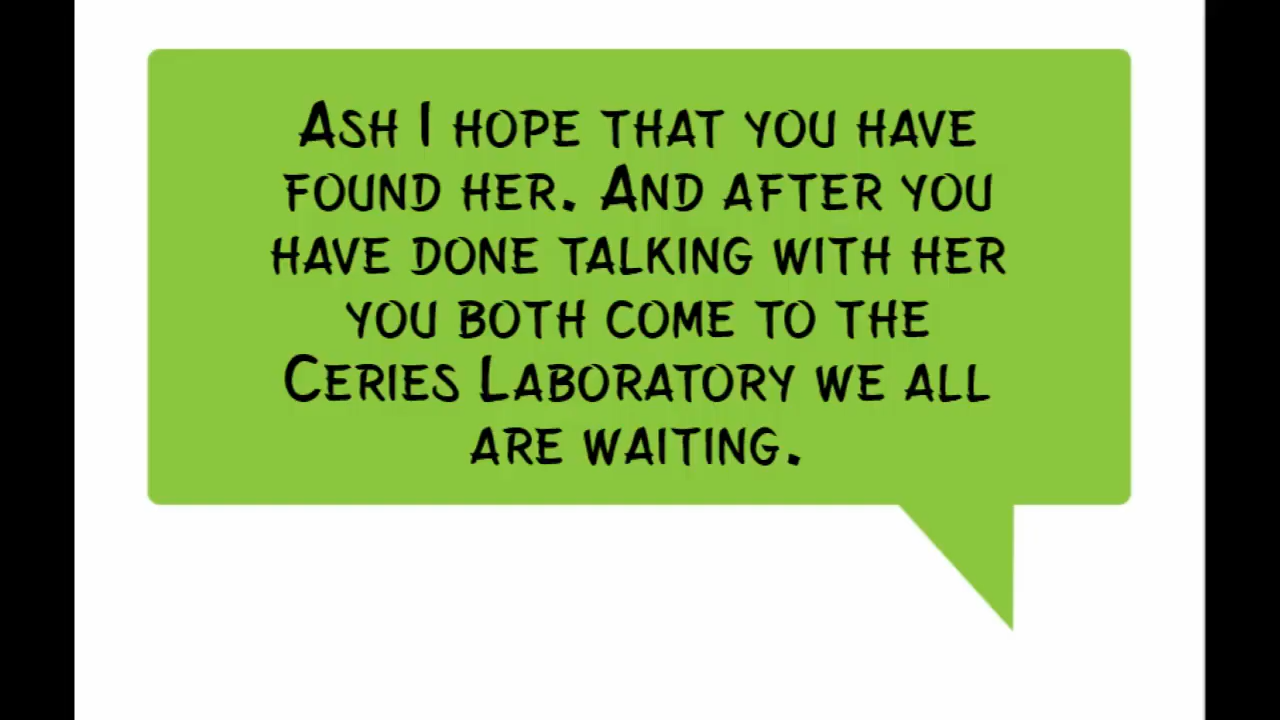 Ash I hope that you have
found her. And after you
have done talking with her
you both come to the
Ceries Laboratory we all
are waiting.